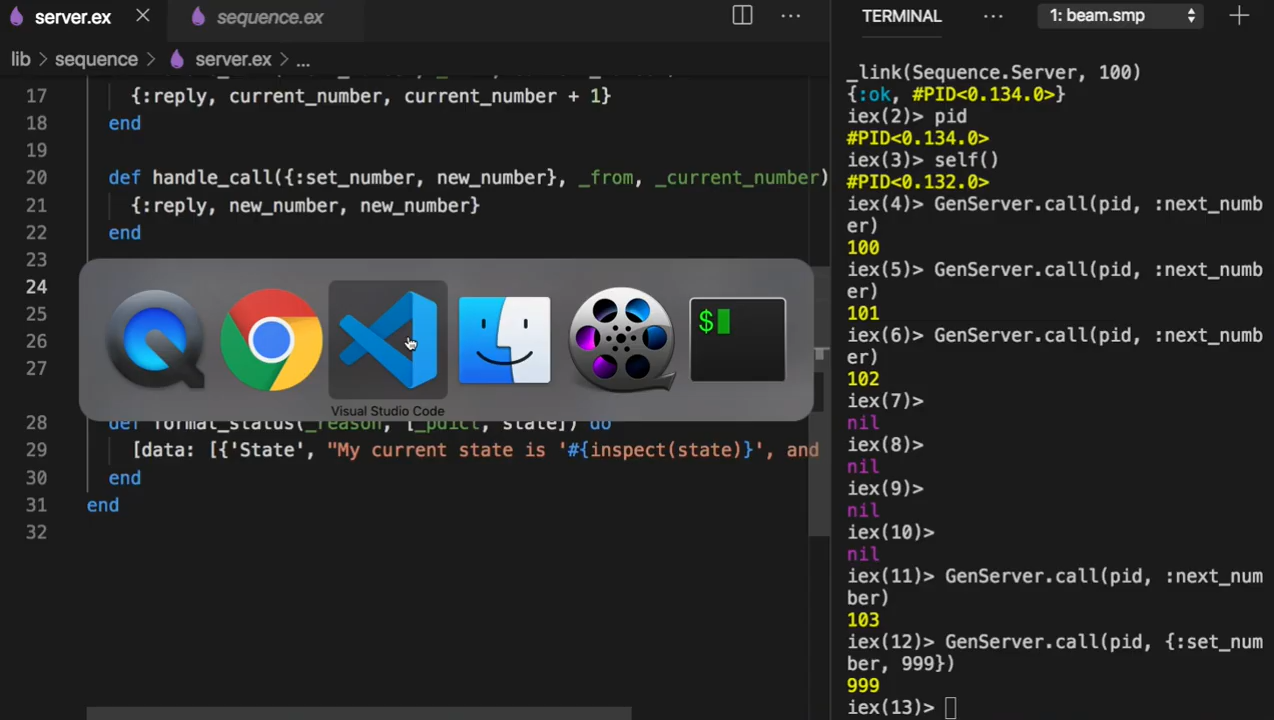 server.ex
sequence.ex
lib > sequence > server.ex > ...
17 {:reply, current_number, current_number + 1}
18 end
19
20 def handle_call({:set_number, new_number}, _from, _current_number)
21 {:reply, new_number, new_number}
22 end
23
24
25
26
27
28 def format_status(_reason, [_pdict, state]) do
29 [data: [{'State', "My current state is '#{inspect(state)}', and
30 end
31 end
32
$
Visual Studio Code
TERMINAL
...
1: beam.smp
_link(Sequence.Server, 100)
{:ok, #PID<0.134.0>}
iex(2)> pid
#PID<0.134.0>
iex(3)> self()
#PID<0.132.0>
iex(4)> GenServer.call(pid, :next_numb
er)
100
iex(5)> GenServer.call(pid, :next_numb
er)
101
iex(6)> GenServer.call(pid, :next_numb
er)
102
iex(7)>
nil
iex(8)>
nil
iex(9)>
nil
iex(10)>
nil
iex(11)> GenServer.call(pid, :next_num
ber)
103
iex(12)> GenServer.call(pid, {:set_num
ber, 999})
999
iex(13)>